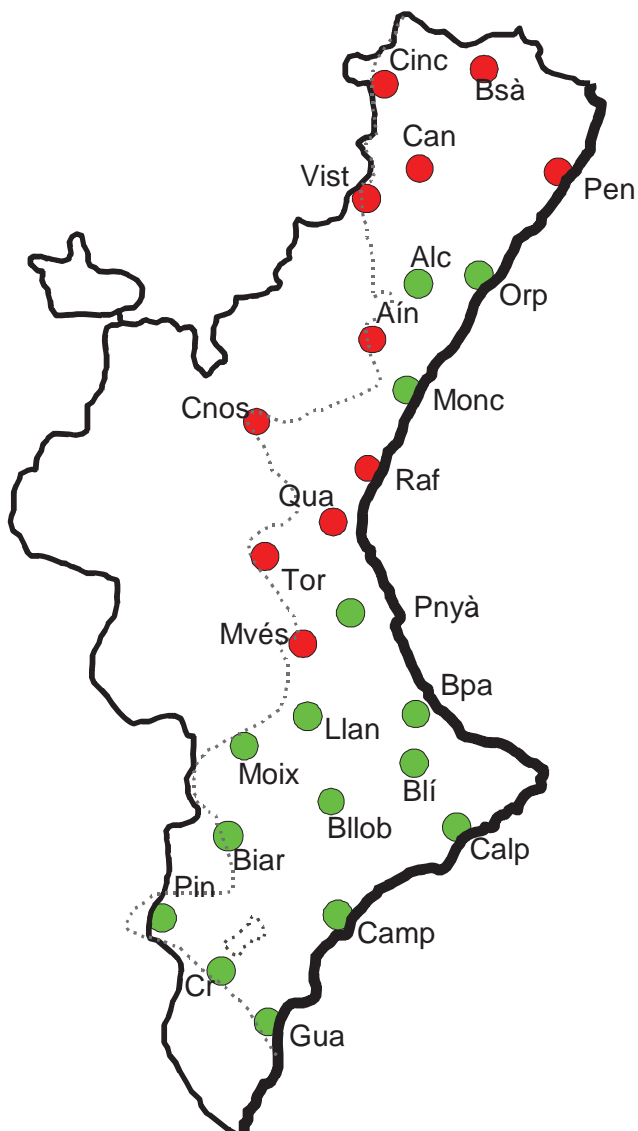 Cinc
Bsà
Can
Vist
Pen
Alc
Orp
Aín
Monc
Cnos
Raf
Qua
Tor
Pnyà
Mvés
Bpa
Llan
Moix
Blí
Bllob
Calp
Biar
Pin
Camp
Cr
Gua